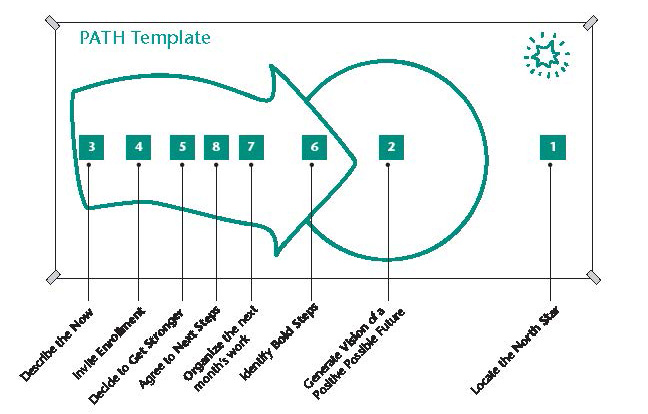 PATH Template
3
4
5
8
7
6
2
1
Describe the Now
Invite Enrollment
Decide to Get Stronger
Agree to Next Steps
Organize the next
month's work
Identify Bold Steps
Generate Vision of a
Positive Possible Future
Locate the North Star